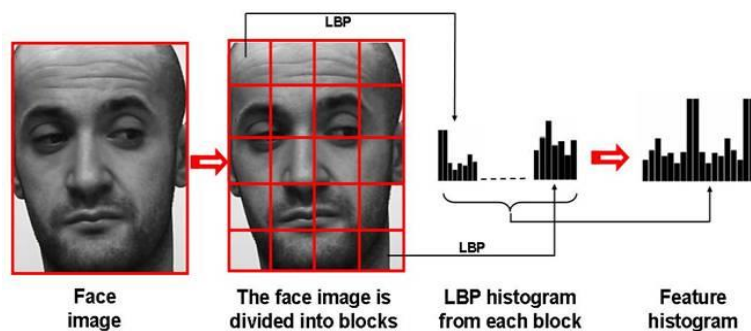 LBP
LBP
Face
image
The face image is
divided into blocks
LBP histogram
from each block
Feature
histogram